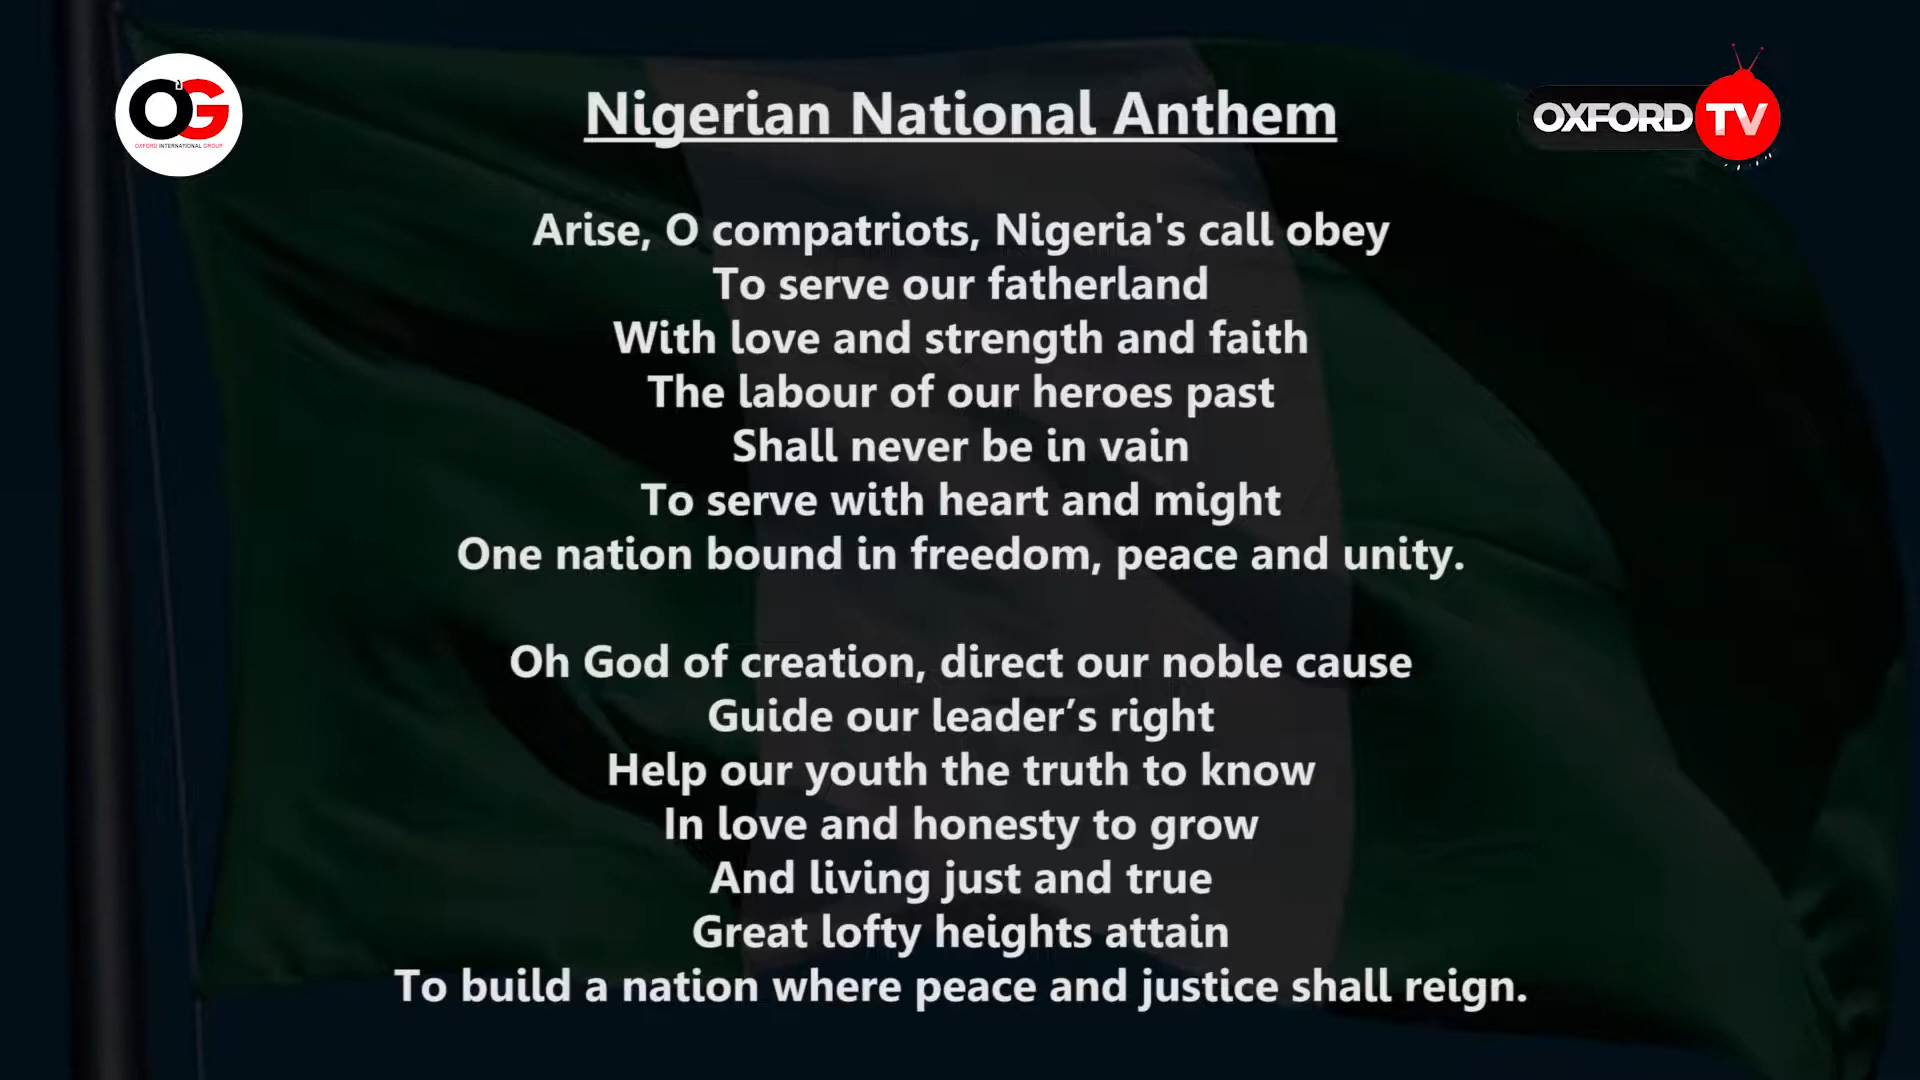 O'G
OXFORD INTERNATIONAL GROUP
OXFORD TV
Nigerian National Anthem
Arise, O compatriots, Nigeria's call obey
To serve our fatherland
With love and strength and faith
The labour of our heroes past
Shall never be in vain
To serve with heart and might
One nation bound in freedom, peace and unity.
Oh God of creation, direct our noble cause
Guide our leader’s right
Help our youth the truth to know
In love and honesty to grow
And living just and true
Great lofty heights attain
To build a nation where peace and justice shall reign.